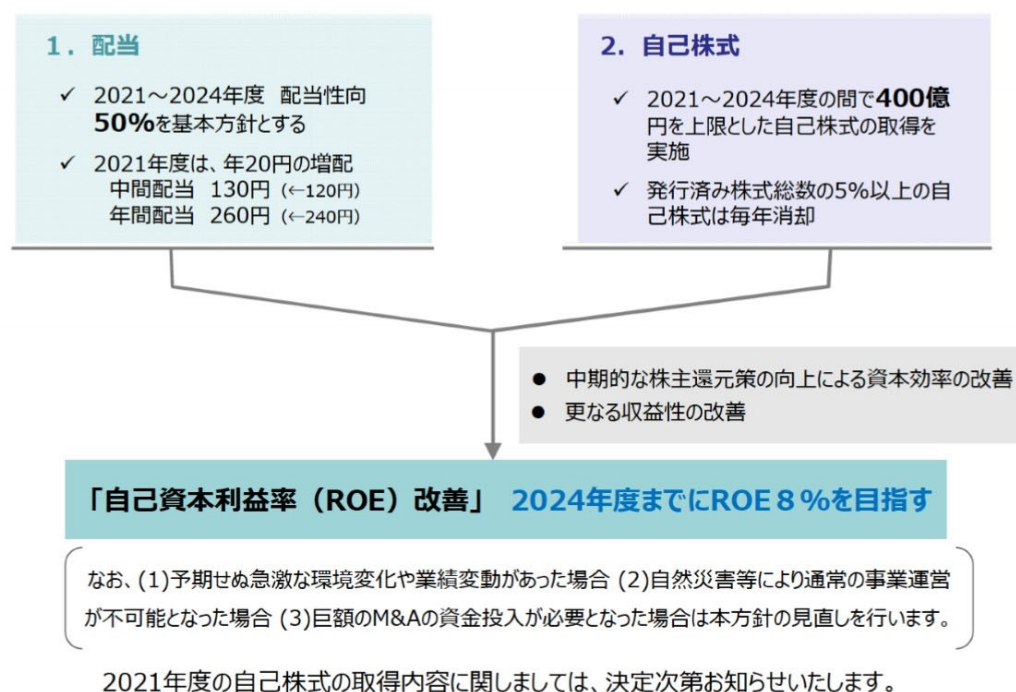 1. 配当
✓ 2021～2024年度 配当性向
50%を基本方針とする
✓ 2021年度は、年20円の増配
中間配当 130円 (←120円)
年間配当 260円 (←240円)
2. 自己株式
✓ 2021～2024年度の間で400億
円を上限とした自己株式の取得を
実施
✓ 発行済み株式総数の5%以上の自
己株式は毎年消却
● 中期的な株主還元策の向上による資本効率の改善
● 更なる収益性の改善
「自己資本利益率（ROE）改善」 2024年度までにROE８％を目指す
なお、(1)予期せぬ急激な環境変化や業績変動があった場合 (2)自然災害等により通常の事業運営
が不可能となった場合 (3)巨額のM&Aの資金投入が必要となった場合は本方針の見直しを行います。
2021年度の自己株式の取得内容に関しましては、決定次第お知らせいたします。